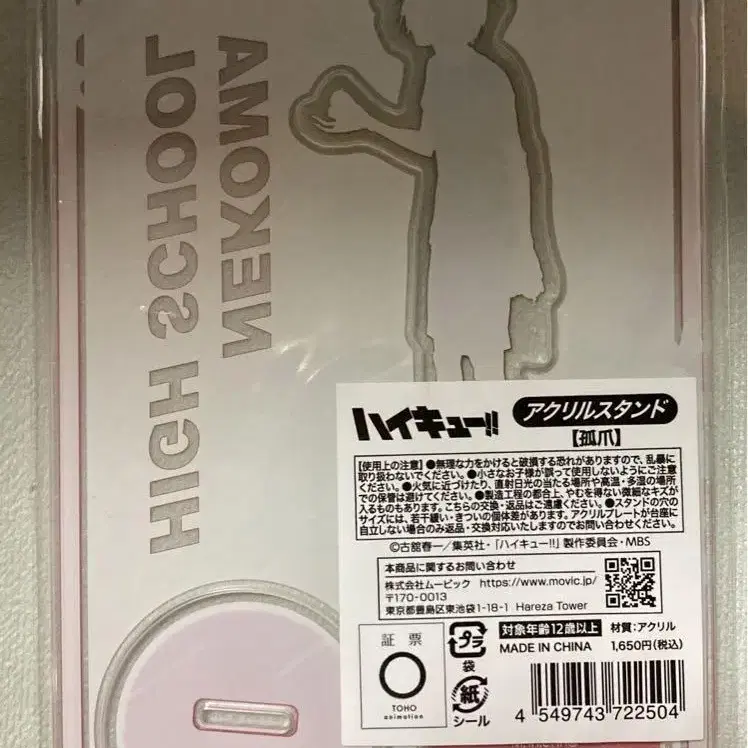 HIGH SCHOOL
NEKOMA
ハイキュー!!
アクリルスタンド
【孤爪】
【使用上の注意】●無理な力をかけると破損する恐れがありますので、乱暴に
取り扱わないでください。●小さなお子様が誤って使用しないようにご注意
ください。●火気に近づけたり、直射日光の当たる場所や高温・多湿の場所
での保管は避けてください。●製造工程の都合上、やむを得ない微細なキズが
入るものもあります。こちらの交換・返品はご遠慮ください。●スタンドの穴の
サイズには、若干緩い・きついの個体差があります。アクリルプレートが台座に
自立しない場合のみ返品・交換対応いたしますのでお問い合わせください。
©古舘春一／集英社・「ハイキュー!!」製作委員会・MBS
本商品に関するお問い合わせ
株式会社ムービック https://www.movic.jp/
〒170-0013
東京都豊島区東池袋1-18-1 Hareza Tower
証票
TOHO
animation
プラ
袋
紙
シール
対象年齢12歳以上
材質：アクリル
MADE IN CHINA
1,650円(税込)
4 549743 722504